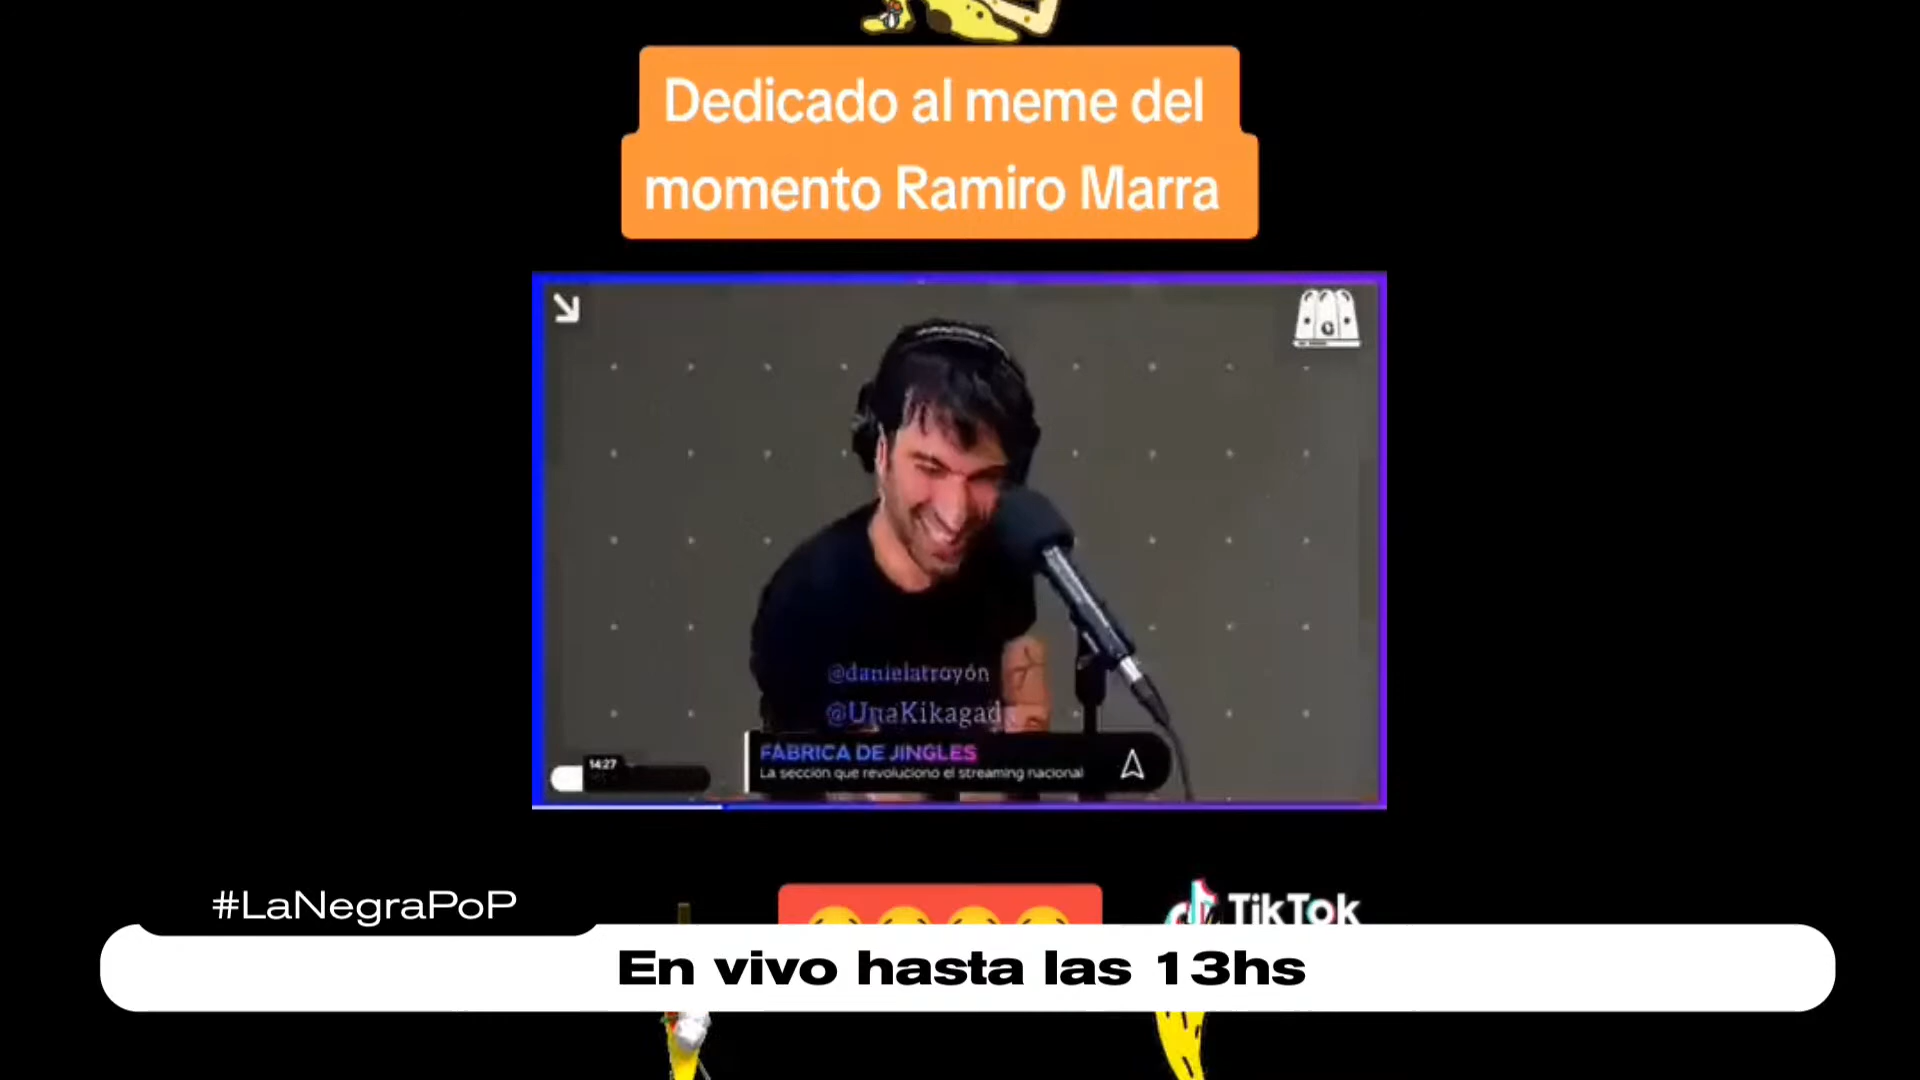 Dedicado al meme del
momento Ramiro Marra
@danielatroyón
@UnaKikagada
FABRICA DE JINGLES
La sección que revolucionó el streaming nacional
14:27
#LaNegraPoP
TikTok
En vivo hasta las 13hs